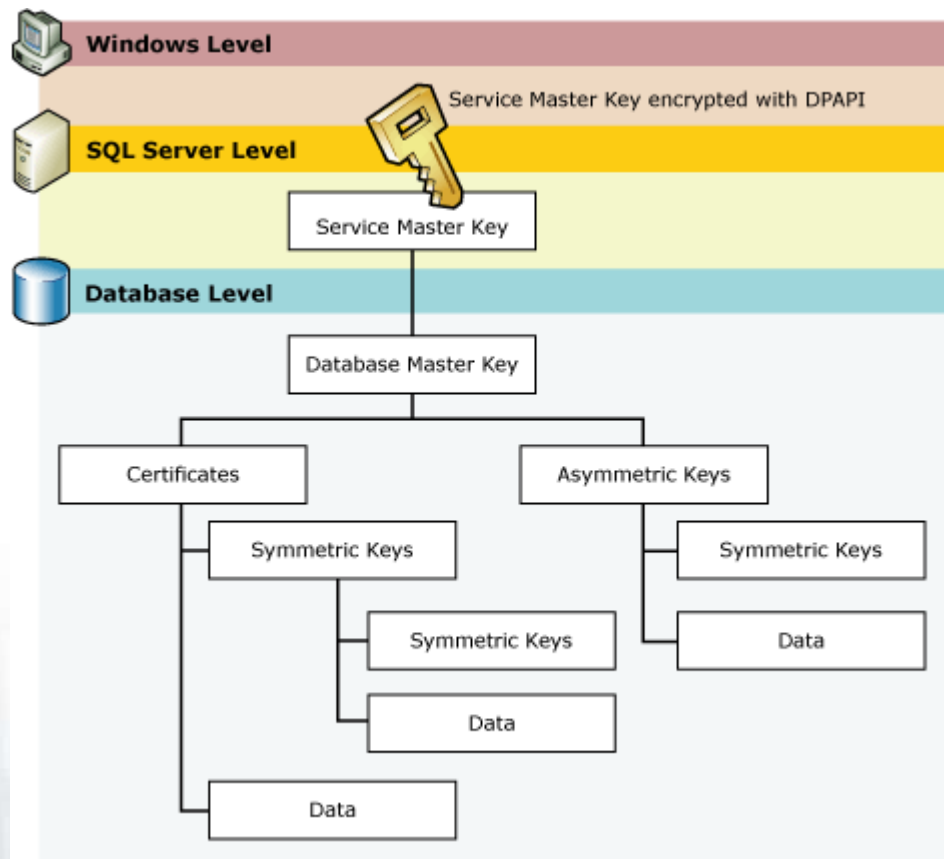 Windows Level
Service Master Key encrypted with DPAPI
SQL Server Level
Service Master Key
Database Level
Database Master Key
Certificates
Asymmetric Keys
Symmetric Keys
Symmetric Keys
Symmetric Keys
Data
Data
Data